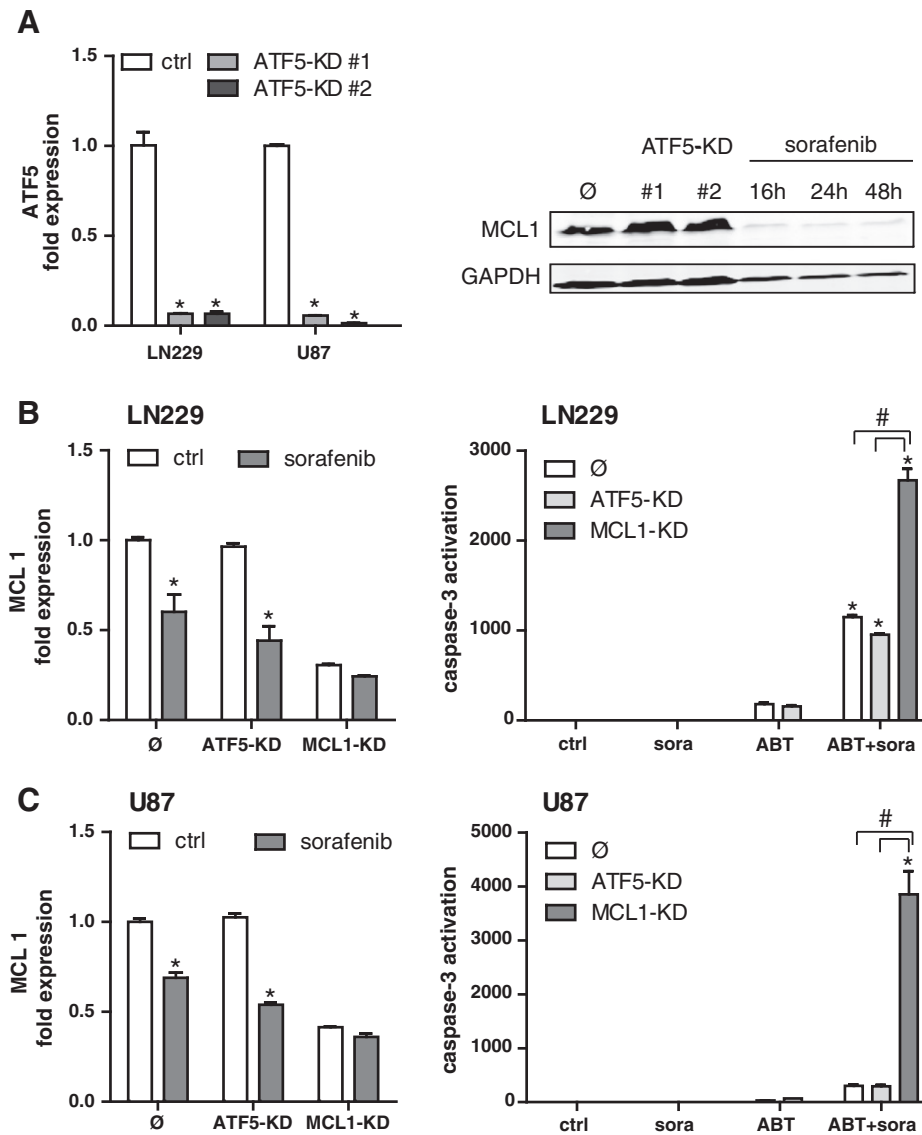 A
1.5
1.0
0.5
0.0
ATF5
fold expression
ctrl
ATF5-KD #1
ATF5-KD #2
* *
* *
LN229 U87
ATF5-KD sorafenib
Ø #1 #2 16h 24h 48h
MCL1
GAPDH
B
LN229
1.5
1.0
0.5
0.0
MCL 1
fold expression
ctrl sorafenib
* *
Ø ATF5-KD MCL1-KD
LN229
3000
2000
1000
0
caspase-3 activation
Ø
ATF5-KD
MCL1-KD
#
*
* *
ctrl sora ABT ABT+sora
C
U87
1.5
1.0
0.5
0.0
MCL 1
fold expression
ctrl sorafenib
* *
Ø ATF5-KD MCL1-KD
U87
5000
4000
3000
2000
1000
0
caspase-3 activation
Ø
ATF5-KD
MCL1-KD
#
*
ctrl sora ABT ABT+sora